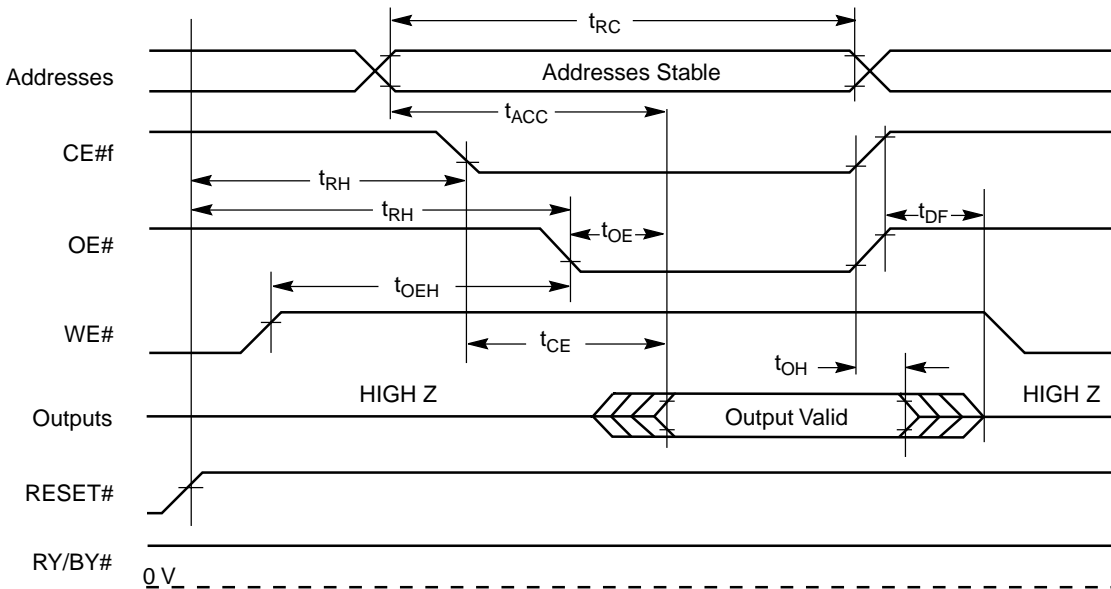 tRC
Addresses
Addresses Stable
tACC
CE#f
tRH
tRH
tDF
OE#
tOE
tOEH
WE#
tCE
tOH
HIGH Z
HIGH Z
Outputs
Output Valid
RESET#
RY/BY#
0 V